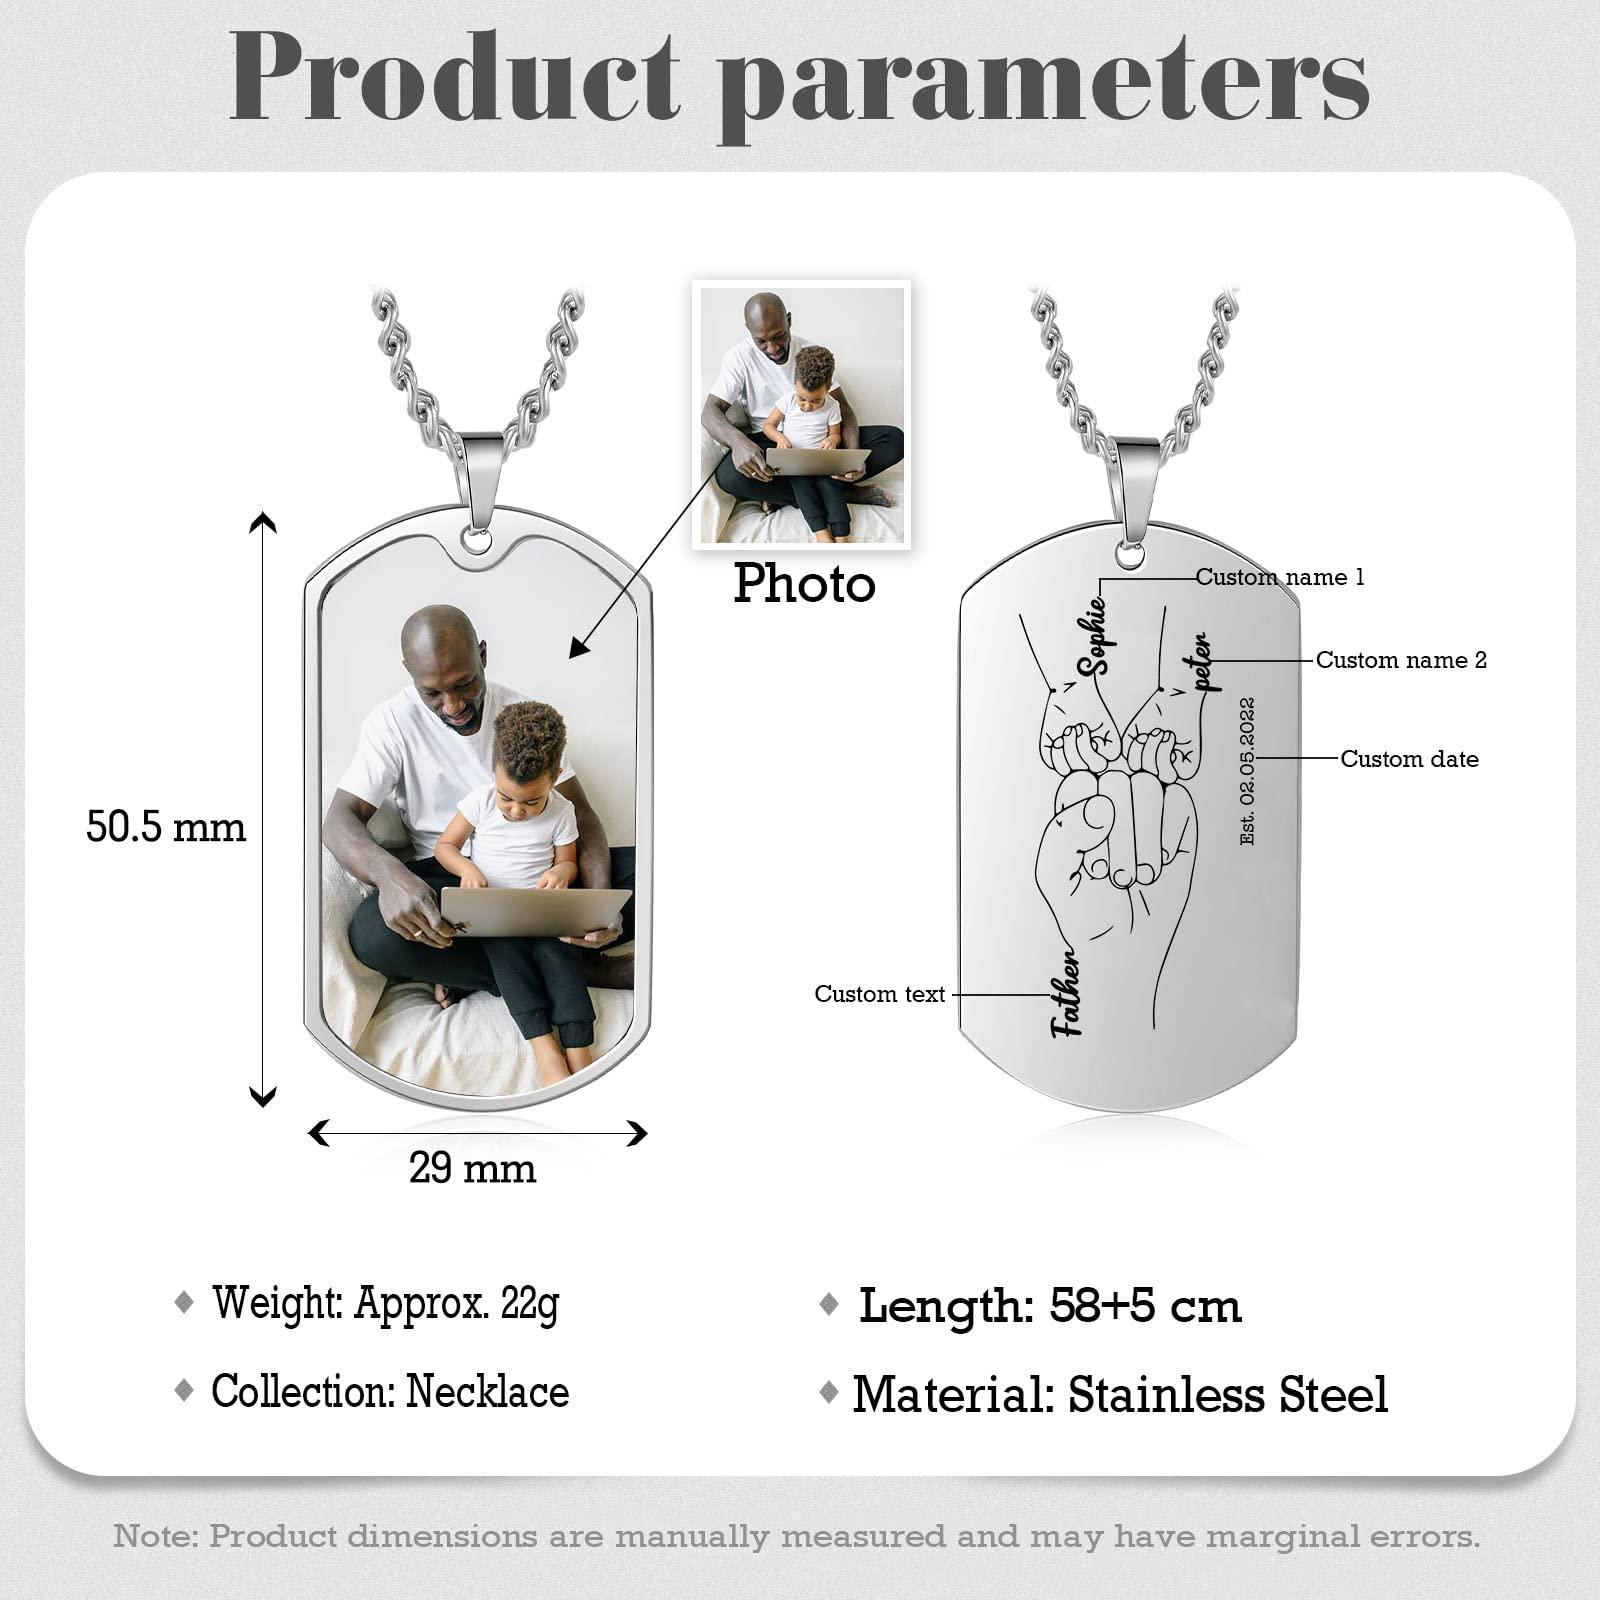 Product parameters
Photo
50.5 mm
29 mm
Custom name 1
Sophie
Custom name 2
peter
Custom date
Est. 02.05.2022
Custom text
Father
Weight: Approx. 22g
Length: 58+5 cm
Collection: Necklace
Material: Stainless Steel
Note: Product dimensions are manually measured and may have marginal errors.